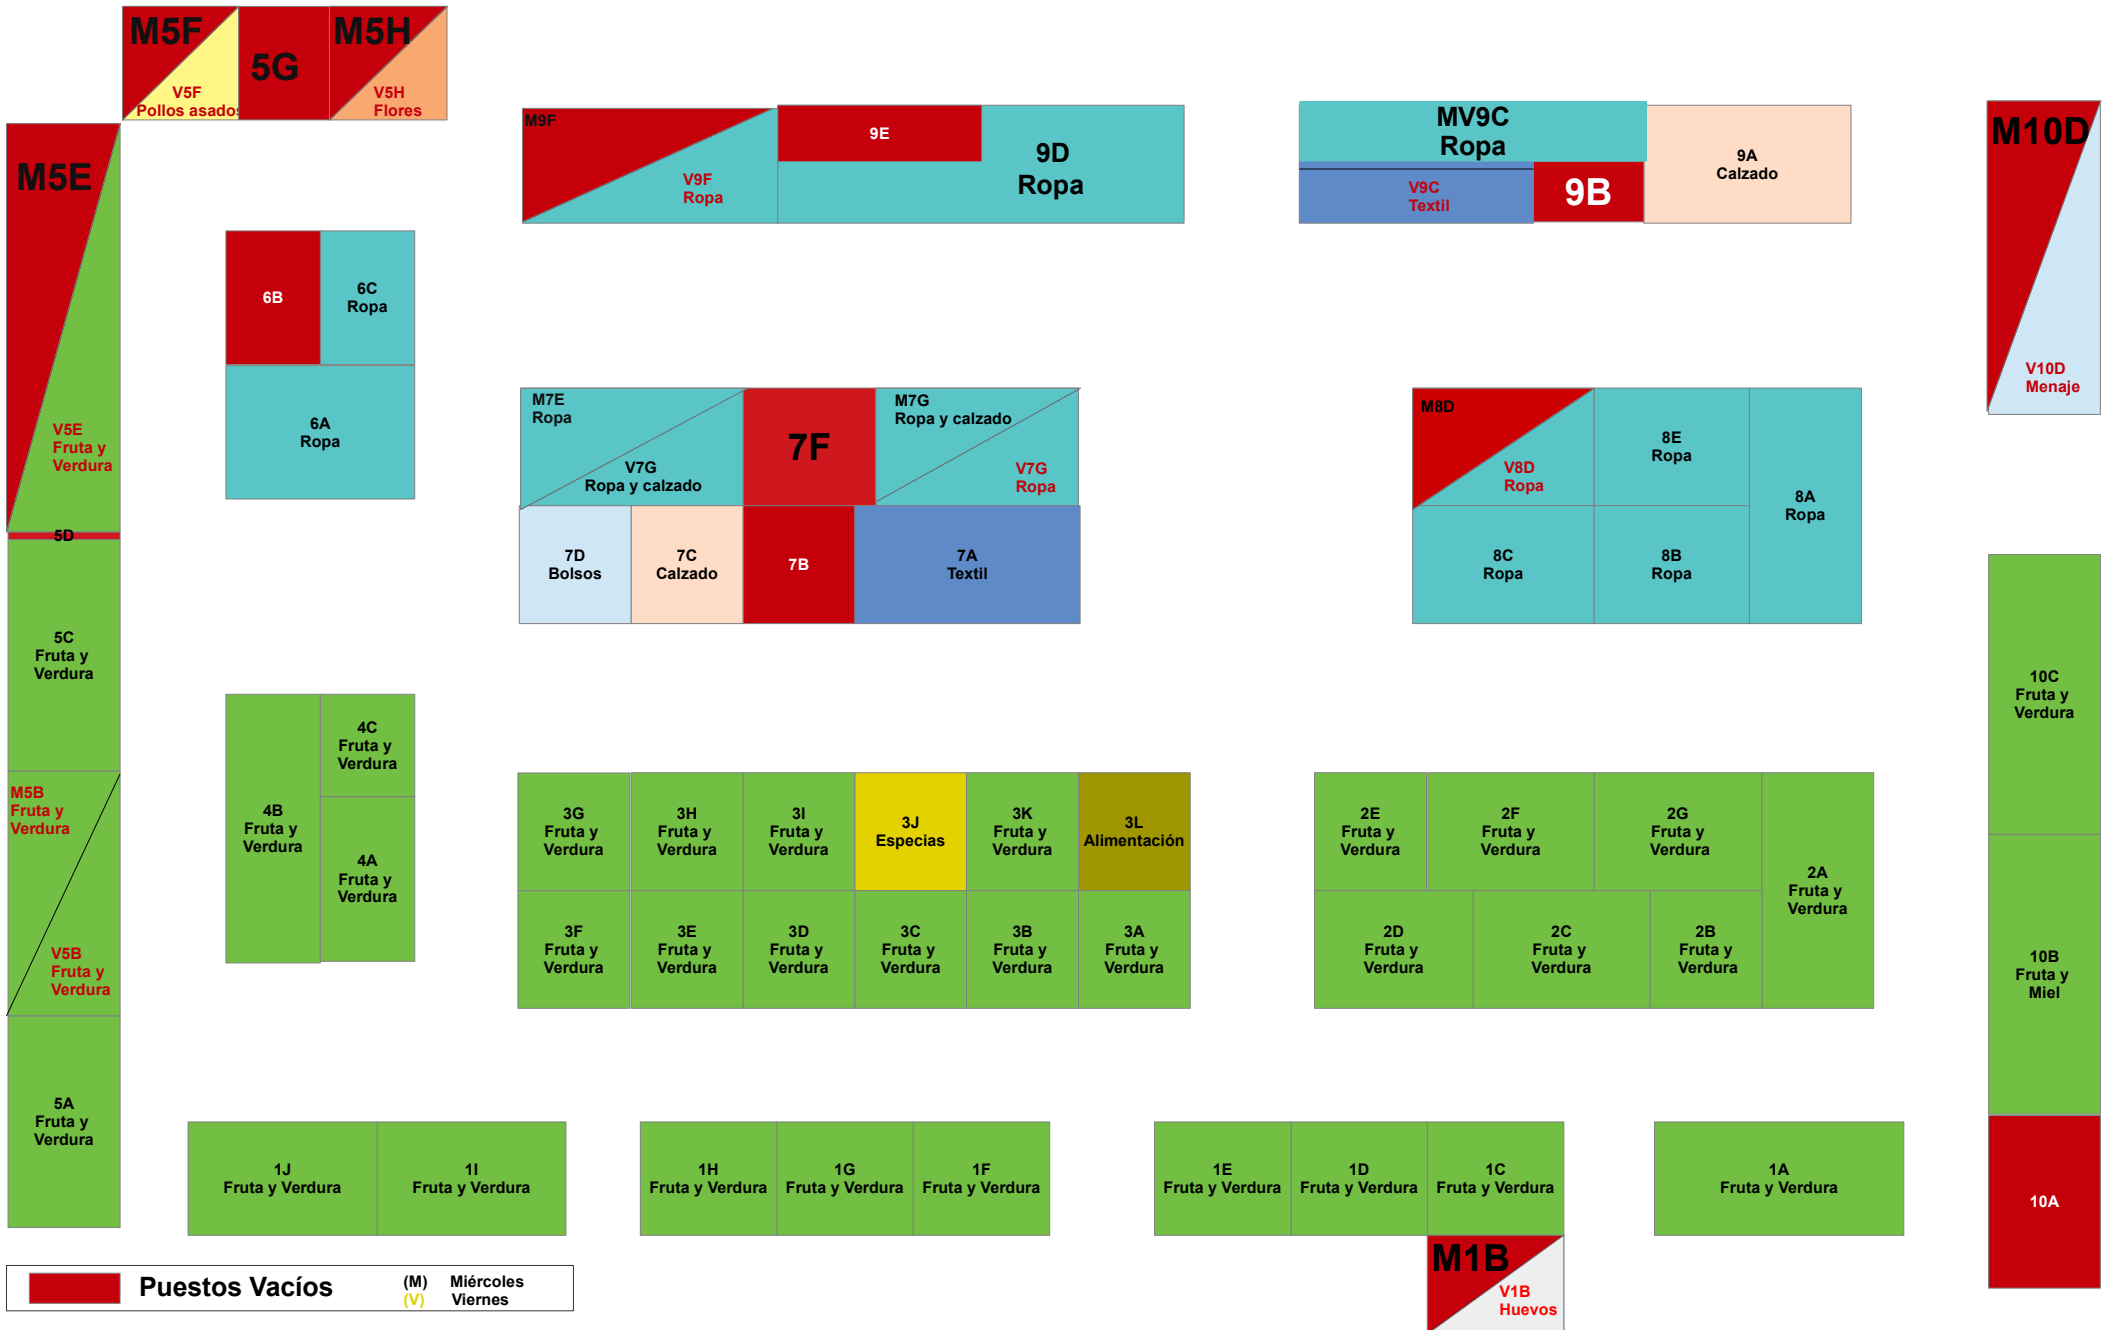 M5F
V5F
Pollos asados
5G
M5H
V5H
Flores
M9F
V9F
Ropa
9E
9D
Ropa
MV9C
Ropa
V9C
Textil
9B
9A
Calzado
M10D
V10D
Menaje
M5E
V5E
Fruta y
Verdura
5D
6B
6C
Ropa
6A
Ropa
M7E
Ropa
V7G
Ropa y calzado
7F
M7G
Ropa y calzado
V7G
Ropa
7D
Bolsos
7C
Calzado
7B
7A
Textil
M8D
V8D
Ropa
8E
Ropa
8A
Ropa
8C
Ropa
8B
Ropa
5C
Fruta y
Verdura
10C
Fruta y
Verdura
M5B
Fruta y
Verdura
V5B
Fruta y
Verdura
4C
Fruta y
Verdura
4B
Fruta y
Verdura
4A
Fruta y
Verdura
3G
Fruta y
Verdura
3H
Fruta y
Verdura
3I
Fruta y
Verdura
3J
Especias
3K
Fruta y
Verdura
3L
Alimentación
3F
Fruta y
Verdura
3E
Fruta y
Verdura
3D
Fruta y
Verdura
3C
Fruta y
Verdura
3B
Fruta y
Verdura
3A
Fruta y
Verdura
2E
Fruta y
Verdura
2F
Fruta y
Verdura
2G
Fruta y
Verdura
2A
Fruta y
Verdura
2D
Fruta y
Verdura
2C
Fruta y
Verdura
2B
Fruta y
Verdura
10B
Fruta y
Miel
5A
Fruta y
Verdura
1J
Fruta y Verdura
1I
Fruta y Verdura
1H
Fruta y Verdura
1G
Fruta y Verdura
1F
Fruta y Verdura
1E
Fruta y Verdura
1D
Fruta y Verdura
1C
Fruta y Verdura
1A
Fruta y Verdura
10A
M1B
V1B
Huevos
Puestos Vacíos
(M) Miércoles
(V) Viernes